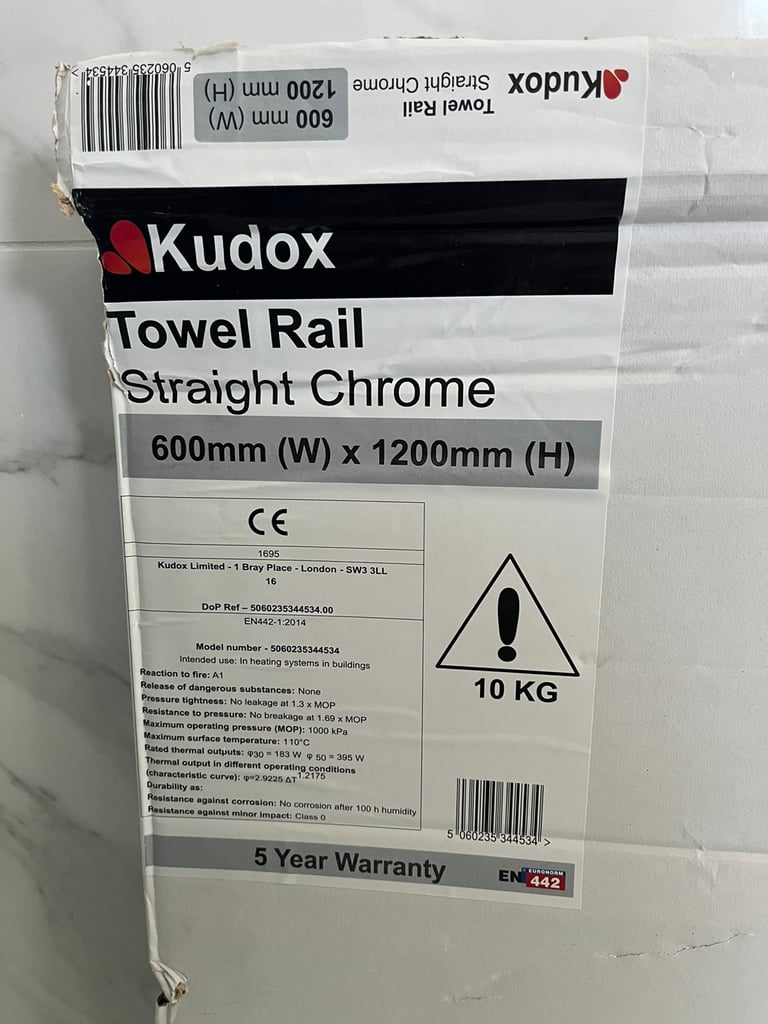 Kudox
Towel Rail
Straight Chrome
600 mm (W)
1200 mm (H)
5 060235 344534 >
Kudox
Towel Rail
Straight Chrome
600mm (W) x 1200mm (H)
CE
1695
Kudox Limited - 1 Bray Place - London - SW3 3LL
16
DoP Ref – 5060235344534.00
EN442-1:2014
Model number - 5060235344534
Intended use: In heating systems in buildings
Reaction to fire: A1
Release of dangerous substances: None
Pressure tightness: No leakage at 1.3 x MOP
Resistance to pressure: No breakage at 1.69 x MOP
Maximum operating pressure (MOP): 1000 kPa
Maximum surface temperature: 110°C
Rated thermal outputs: φ30 = 183 W φ 50 = 395 W
Thermal output in different operating conditions
(characteristic curve): φ=2.9225 ΔT1.2175
Durability as:
Resistance against corrosion: No corrosion after 100 h humidity
Resistance against minor impact: Class 0
!
10 KG
5 060235 344534 >
5 Year Warranty
EN EURONORM
442